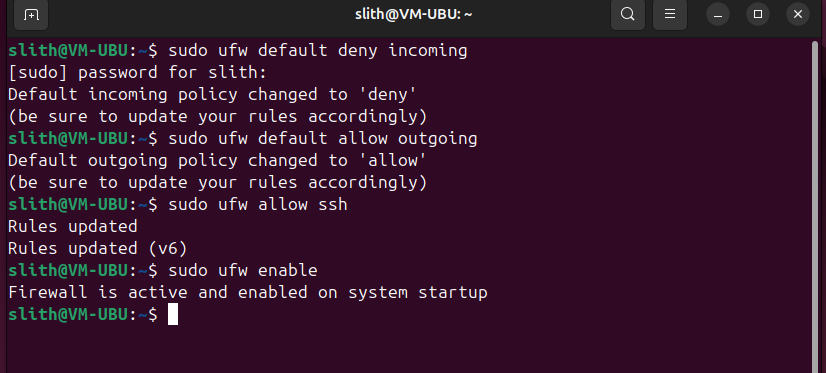 slith@VM-UBU: ~
slith@VM-UBU:~$ sudo ufw default deny incoming
[sudo] password for slith:
Default incoming policy changed to 'deny'
(be sure to update your rules accordingly)
slith@VM-UBU:~$ sudo ufw default allow outgoing
Default outgoing policy changed to 'allow'
(be sure to update your rules accordingly)
slith@VM-UBU:~$ sudo ufw allow ssh
Rules updated
Rules updated (v6)
slith@VM-UBU:~$ sudo ufw enable
Firewall is active and enabled on system startup
slith@VM-UBU:~$